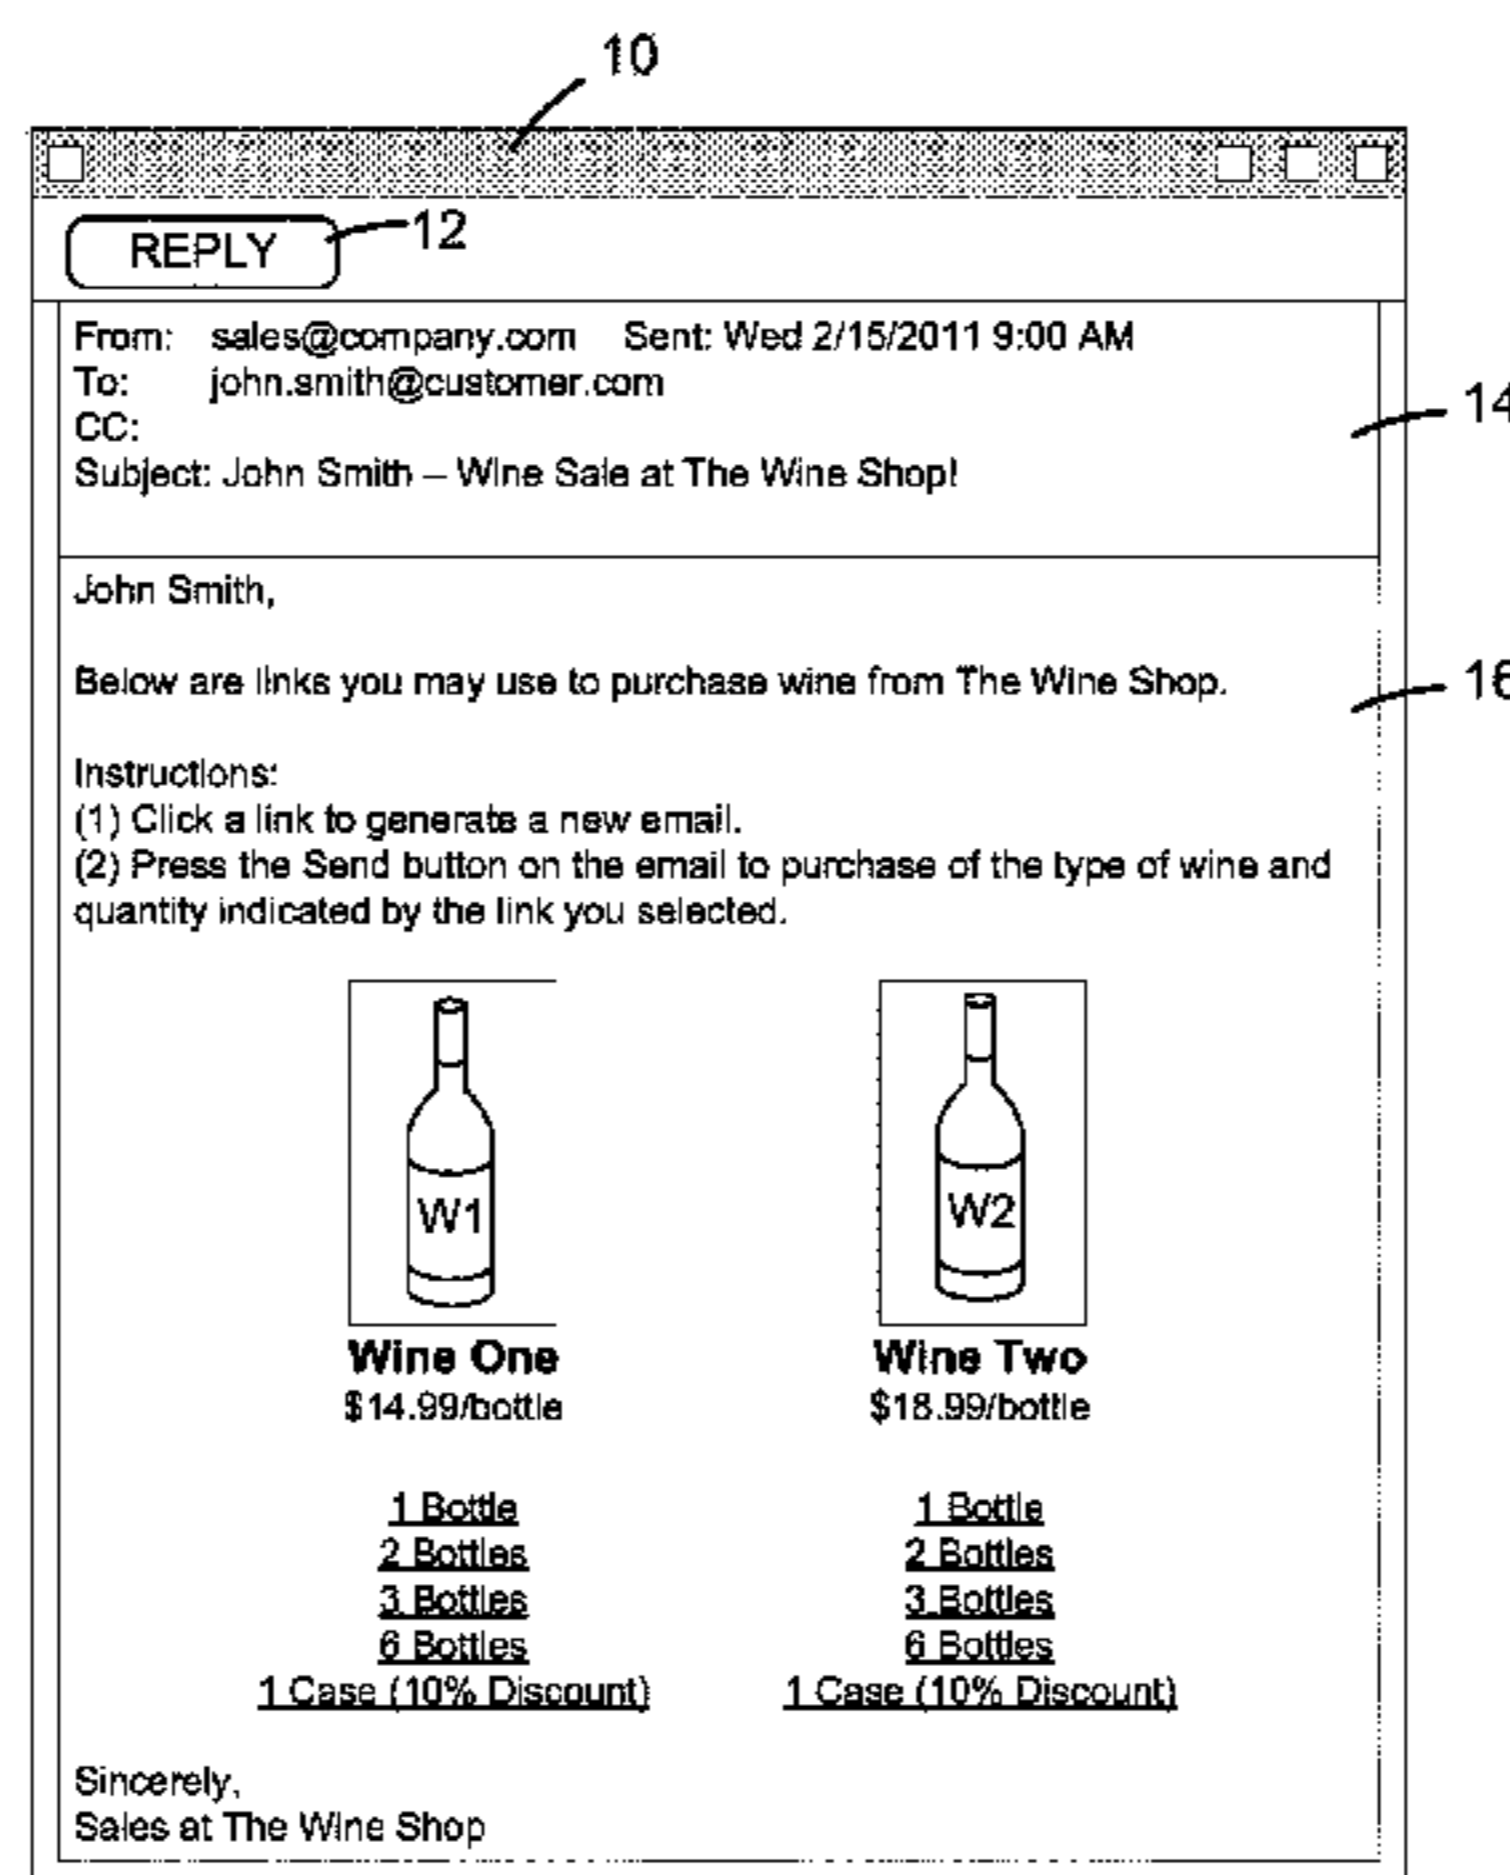 10
REPLY
12
From: sales@company.com Sent: Wed 2/15/2011 9:00 AM
To: john.smith@customer.com
CC:
14
Subject: John Smith – Wine Sale at The Wine Shop!
John Smith,
Below are links you may use to purchase wine from The Wine Shop.
16
Instructions:
(1) Click a link to generate a new email.
(2) Press the Send button on the email to purchase of the type of wine and
quantity indicated by the link you selected.
W1
W2
Wine One
$14.99/bottle
1 Bottle
2 Bottles
3 Bottles
6 Bottles
1 Case (10% Discount)
Wine Two
$18.99/bottle
1 Bottle
2 Bottles
3 Bottles
6 Bottles
1 Case (10% Discount)
Sincerely,
Sales at The Wine Shop